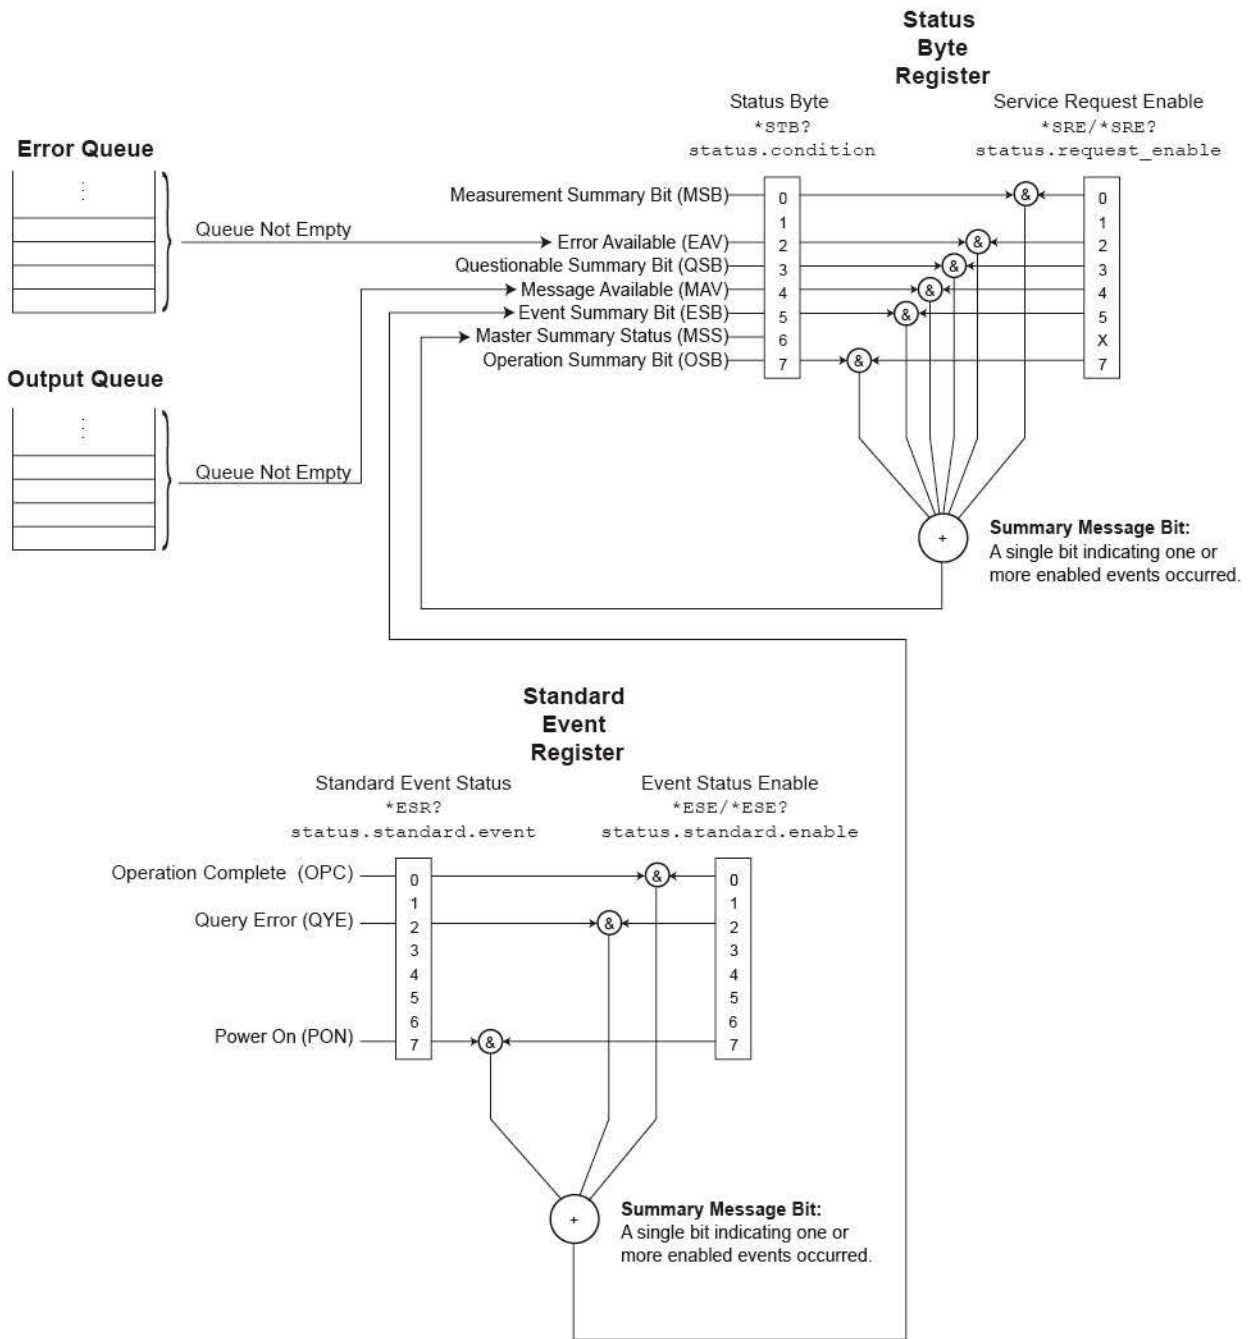 Status
Byte
Register
Status Byte
*STB?
status.condition
Service Request Enable
*SRE/*SRE?
status.request_enable
Error Queue
Queue Not Empty
Output Queue
Queue Not Empty
Measurement Summary Bit (MSB)
Error Available (EAV)
Questionable Summary Bit (QSB)
Message Available (MAV)
Event Summary Bit (ESB)
Master Summary Status (MSS)
Operation Summary Bit (OSB)
0
1
2
3
4
5
6
7
&
&
&
&
&
&
0
1
2
3
4
5
X
7
+
Summary Message Bit:
A single bit indicating one or
more enabled events occurred.
Standard
Event
Register
Standard Event Status
*ESR?
status.standard.event
Event Status Enable
*ESE/*ESE?
status.standard.enable
Operation Complete (OPC)
Query Error (QYE)
Power On (PON)
0
1
2
3
4
5
6
7
&
&
&
0
1
2
3
4
5
6
7
+
Summary Message Bit:
A single bit indicating one or
more enabled events occurred.